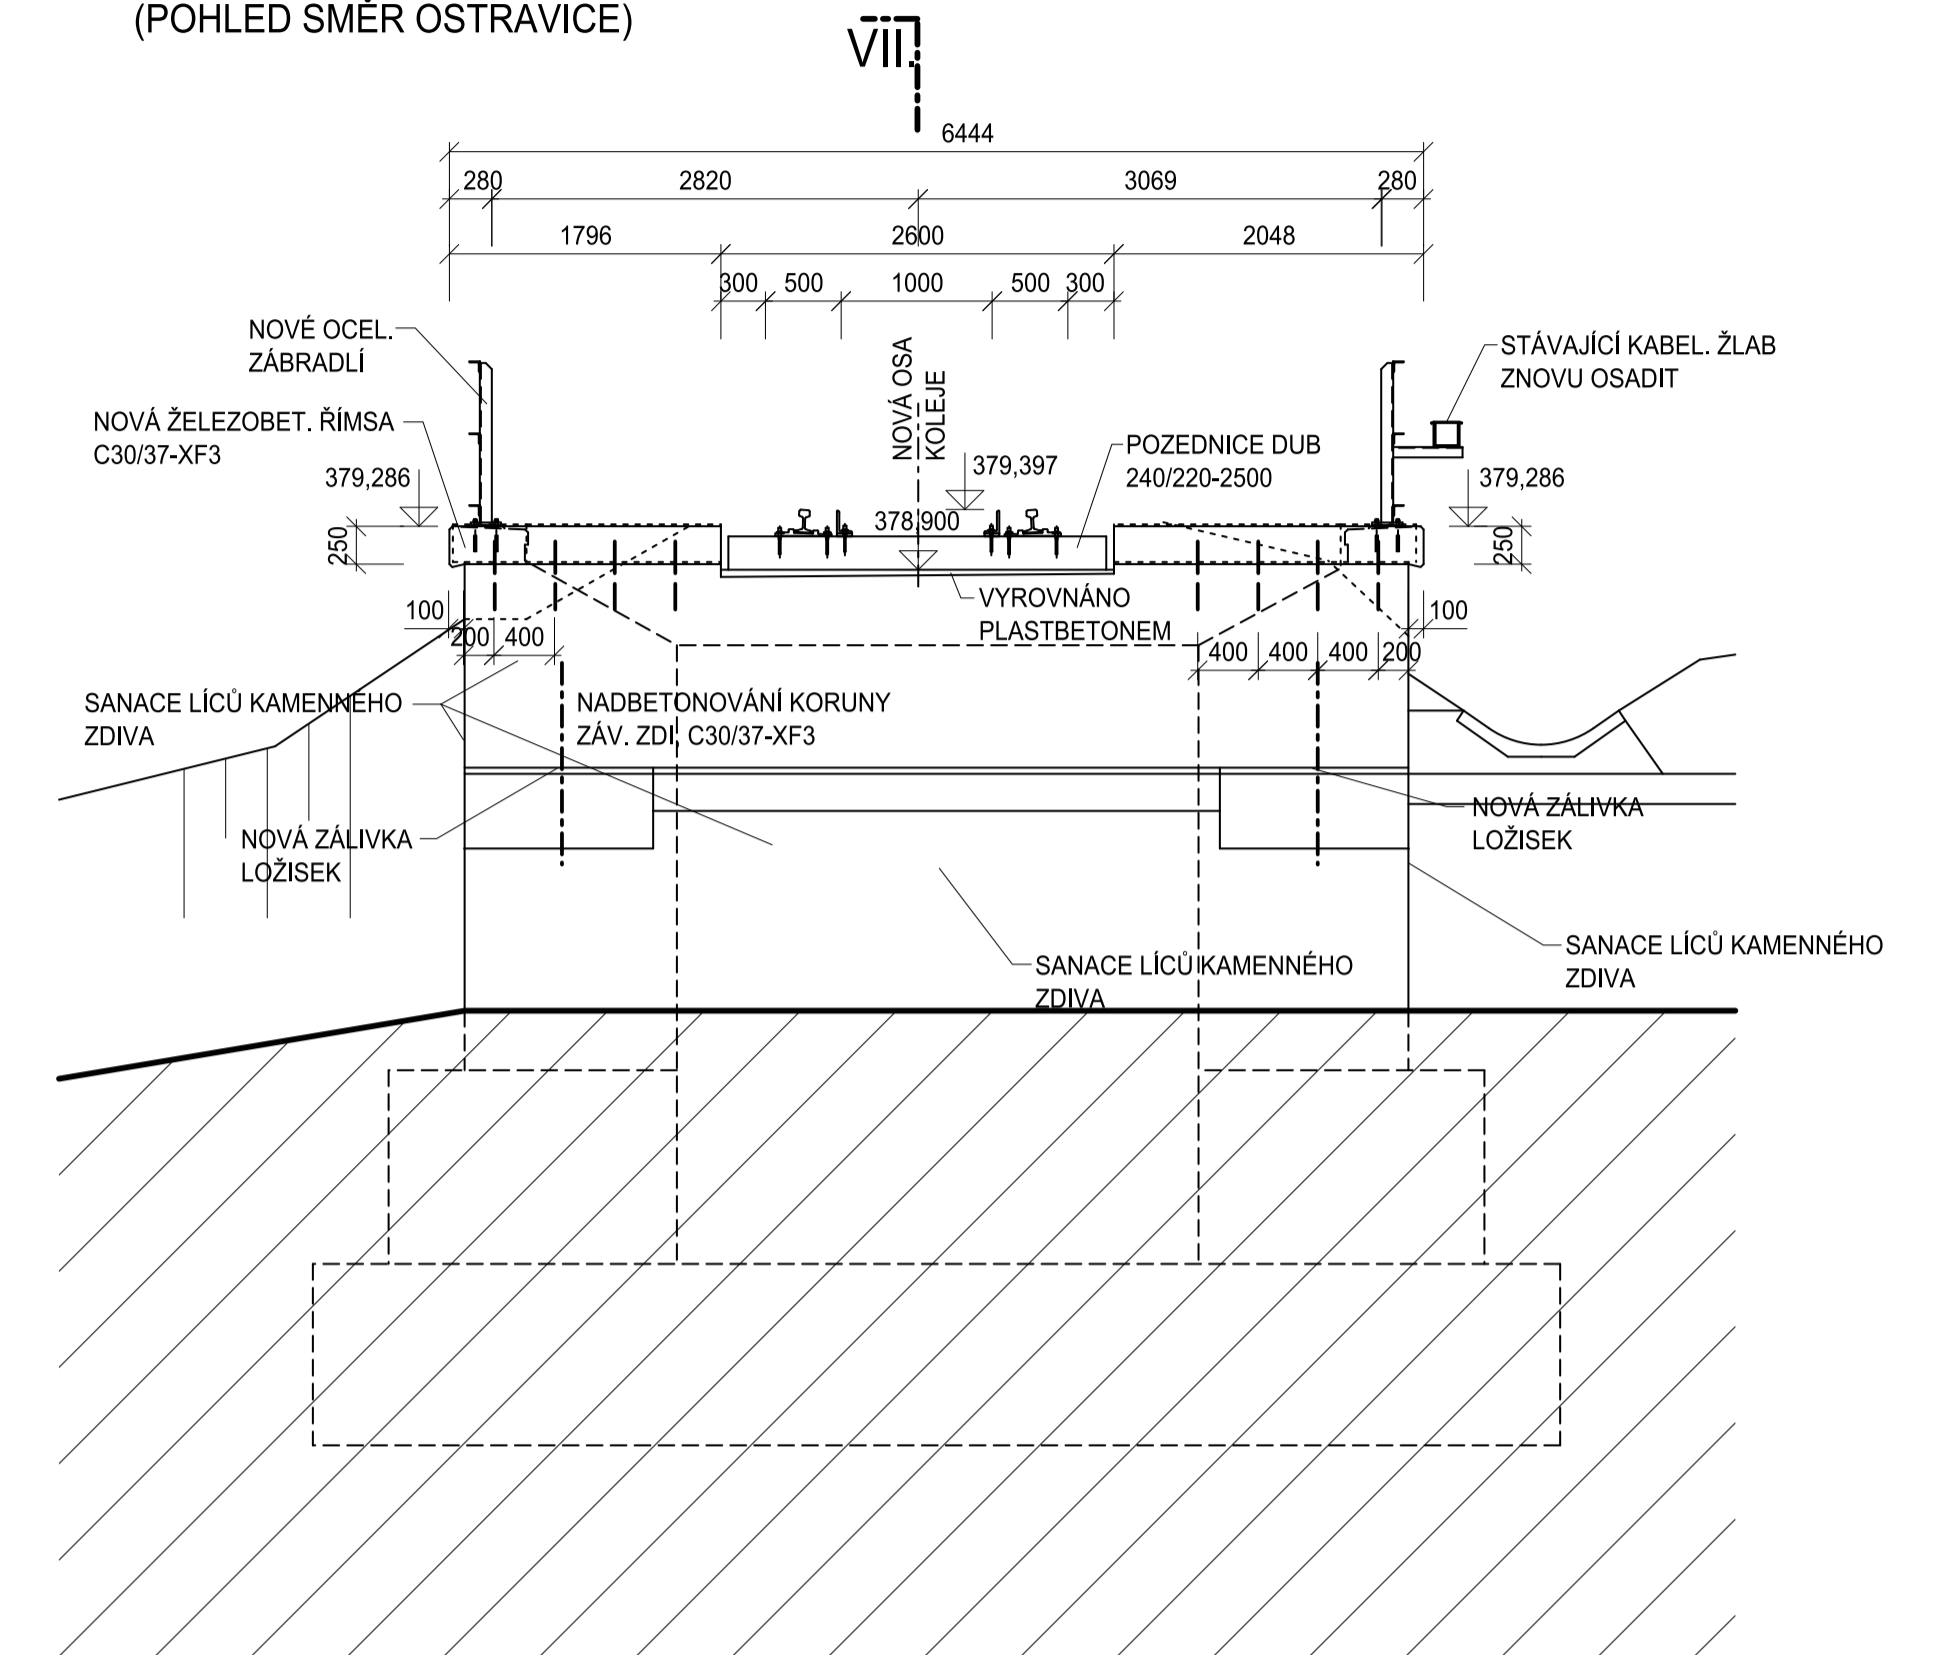 (POHLED SMĚR OSTRAVICE)
VII.
6444
280
2820
3069
280
1796
2600
2048
300
500
1000
500
300
NOVÉ OCEL.
ZÁBRADLÍ
NOVÁ OSA
KOLEJE
STÁVAJÍCÍ KABEL. ŽLAB
ZNOVU OSADIT
NOVÁ ŽELEZOBET. ŘÍMSA
C30/37-XF3
POZEDNICE DUB
240/220-2500
379,286
379,397
379,286
378,900
250
250
VYROVNÁNO
PLASTBETONEM
100
200
400
100
400
400
400
200
SANACE LÍCŮ KAMENNÉHO
ZDIVA
NADBETONOVÁNÍ KORUNY
ZÁV. ZDI, C30/37-XF3
NOVÁ ZÁLIVKA
LOŽISEK
NOVÁ ZÁLIVKA
LOŽISEK
SANACE LÍCŮ KAMENNÉHO
ZDIVA
SANACE LÍCŮ KAMENNÉHO
ZDIVA